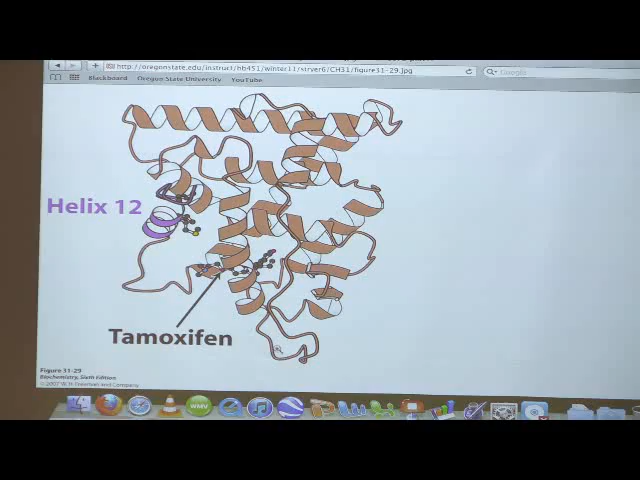 http://oregonstate.edu/instruct/bb451/winter11/stryer6/CH31/figure31-29.jpg
Google
Blackboard Oregon State University YouTube
Helix 12
Tamoxifen
Figure 31-29
Biochemistry, Sixth Edition
© 2007 W. H. Freeman and Company
WMV